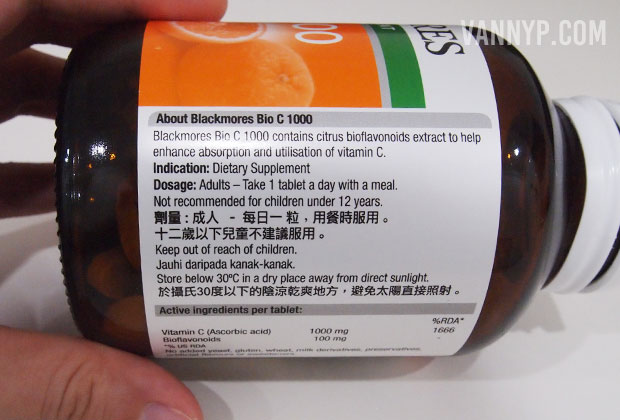 VANNYP.COM
RES
00
About Blackmores Bio C 1000
Blackmores Bio C 1000 contains citrus bioflavonoids extract to help
enhance absorption and utilisation of vitamin C.
Indication: Dietary Supplement
Dosage: Adults – Take 1 tablet a day with a meal.
Not recommended for children under 12 years.
劑量：成人 - 每日一粒，用餐時服用。
十二歲以下兒童不建議服用。
Keep out of reach of children.
Jauhi daripada kanak-kanak.
Store below 30ºC in a dry place away from direct sunlight.
於攝氏30度以下的陰涼乾爽地方，避免太陽直接照射。
Active ingredients per tablet:
%RDA*
Vitamin C (Ascorbic acid) 1000 mg 1666
Bioflavonoids 100 mg -
*% US RDA
No added yeast, gluten, wheat, milk derivatives, preservatives,
artificial flavours or sweeteners.